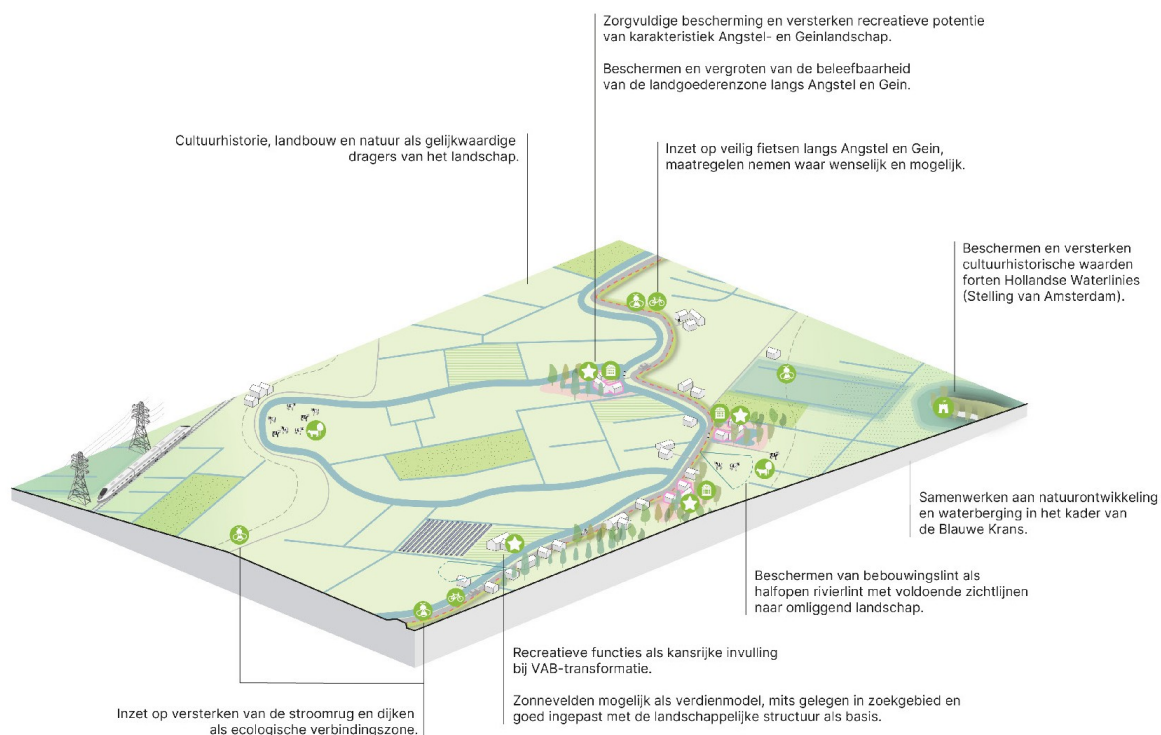 Zorgvuldige bescherming en versterken recreatieve potentie
van karakteristiek Angstel- en Geinlandschap.
Beschermen en vergroten van de beleefbaarheid
van de landgoederenzone langs Angstel en Gein.
Cultuurhistorie, landbouw en natuur als gelijkwaardige
dragers van het landschap.
Inzet op veilig fietsen langs Angstel en Gein,
maatregelen nemen waar wenselijk en mogelijk.
Beschermen en versterken
cultuurhistorische waarden
forten Hollandse Waterlinies
(Stelling van Amsterdam).
Samenwerken aan natuurontwikkeling
en waterberging in het kader van
de Blauwe Krans.
Beschermen van bebouwingslint als
halfopen rivierlint met voldoende zichtlijnen
naar omliggend landschap.
Recreatieve functies als kansrijke invulling
bij VAB-transformatie.
Zonnevelden mogelijk als verdienmodel, mits gelegen in zoekgebied en
goed ingepast met de landschappelijke structuur als basis.
Inzet op versterken van de stroomrug en dijken
als ecologische verbindingszone.